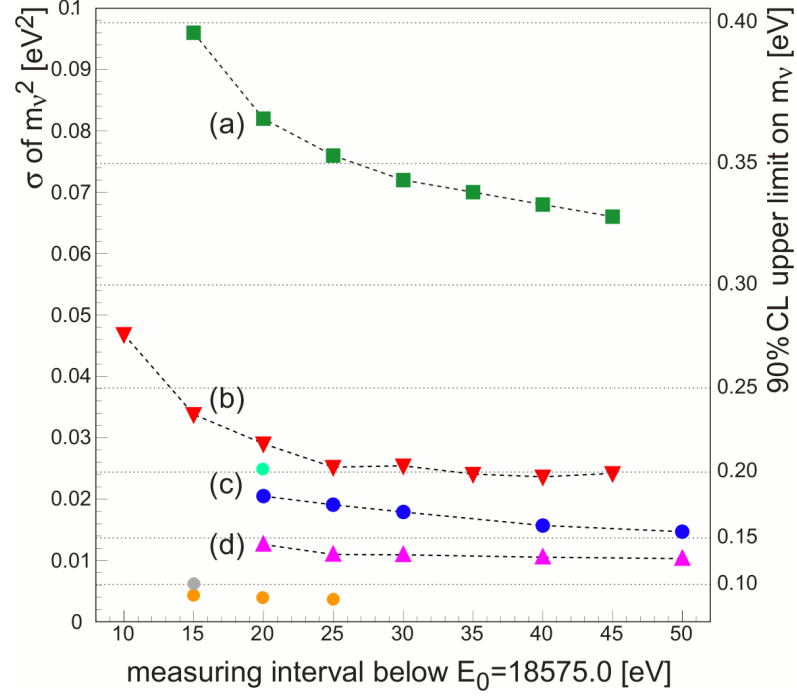 σ of mν² [eV²]
0.1
0.09
0.08
0.07
0.06
0.05
0.04
0.03
0.02
0.01
0
(a)
(b)
(c)
(d)
0.40
0.35
0.30
0.25
0.20
0.15
0.10
90% CL upper limit on mν [eV]
10 15 20 25 30 35 40 45 50
measuring interval below E₀=18575.0 [eV]